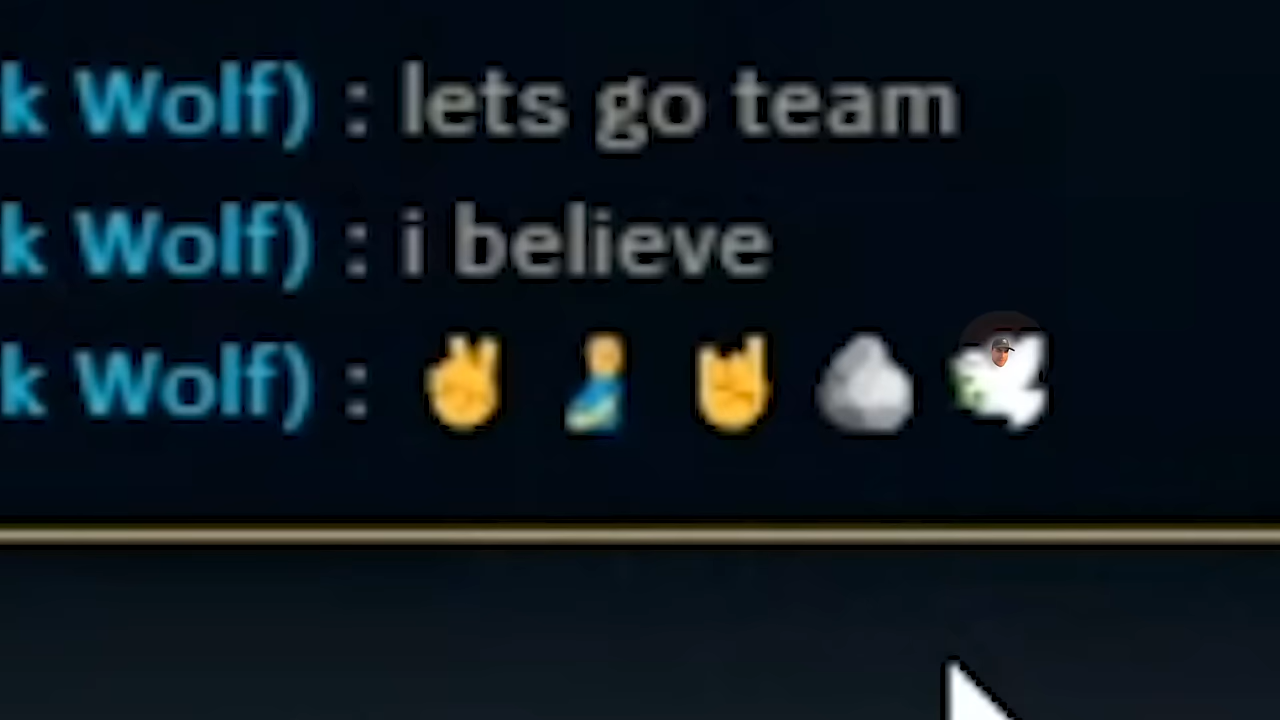 k Wolf) : lets go team
k Wolf) : i believe
k Wolf) : ✌️ 🤱 🤘 🪨 🕊️